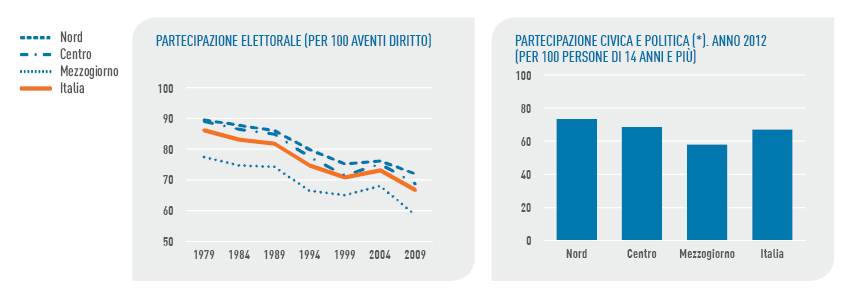 Nord
Centro
Mezzogiorno
Italia
PARTECIPAZIONE ELETTORALE (PER 100 AVENTI DIRITTO)
100
90
80
70
60
50
1979 1984 1989 1994 1999 2004 2009
PARTECIPAZIONE CIVICA E POLITICA (*). ANNO 2012
(PER 100 PERSONE DI 14 ANNI E PIÙ)
100
80
60
40
20
0
Nord Centro Mezzogiorno Italia